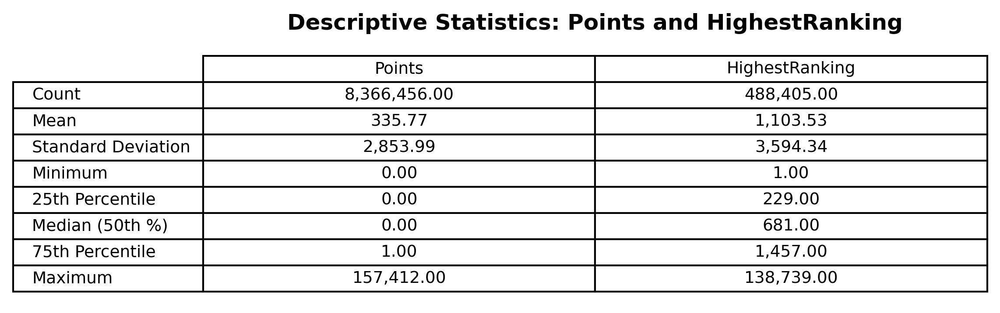 Descriptive Statistics: Points and HighestRanking
Points HighestRanking
Count 8,366,456.00 488,405.00
Mean 335.77 1,103.53
Standard Deviation 2,853.99 3,594.34
Minimum 0.00 1.00
25th Percentile 0.00 229.00
Median (50th %) 0.00 681.00
75th Percentile 1.00 1,457.00
Maximum 157,412.00 138,739.00